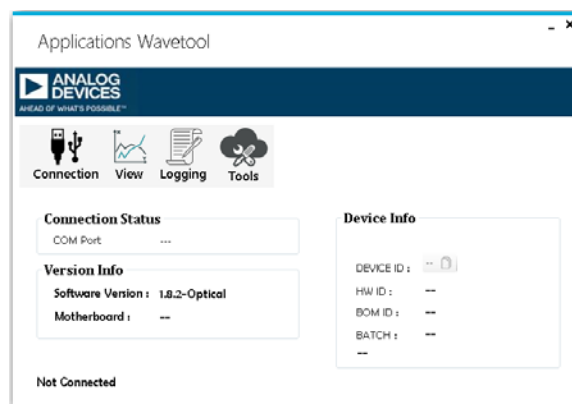 Applications Wavetool
ANALOG
DEVICES
AHEAD OF WHAT'S POSSIBLE™
Connection View Logging Tools
Connection Status
COM Port ---
Version Info
Software Version : 1.8.2-Optical
Motherboard : --
Device Info
DEVICE ID : --
HW ID : --
BOM ID : --
BATCH : --
--
Not Connected